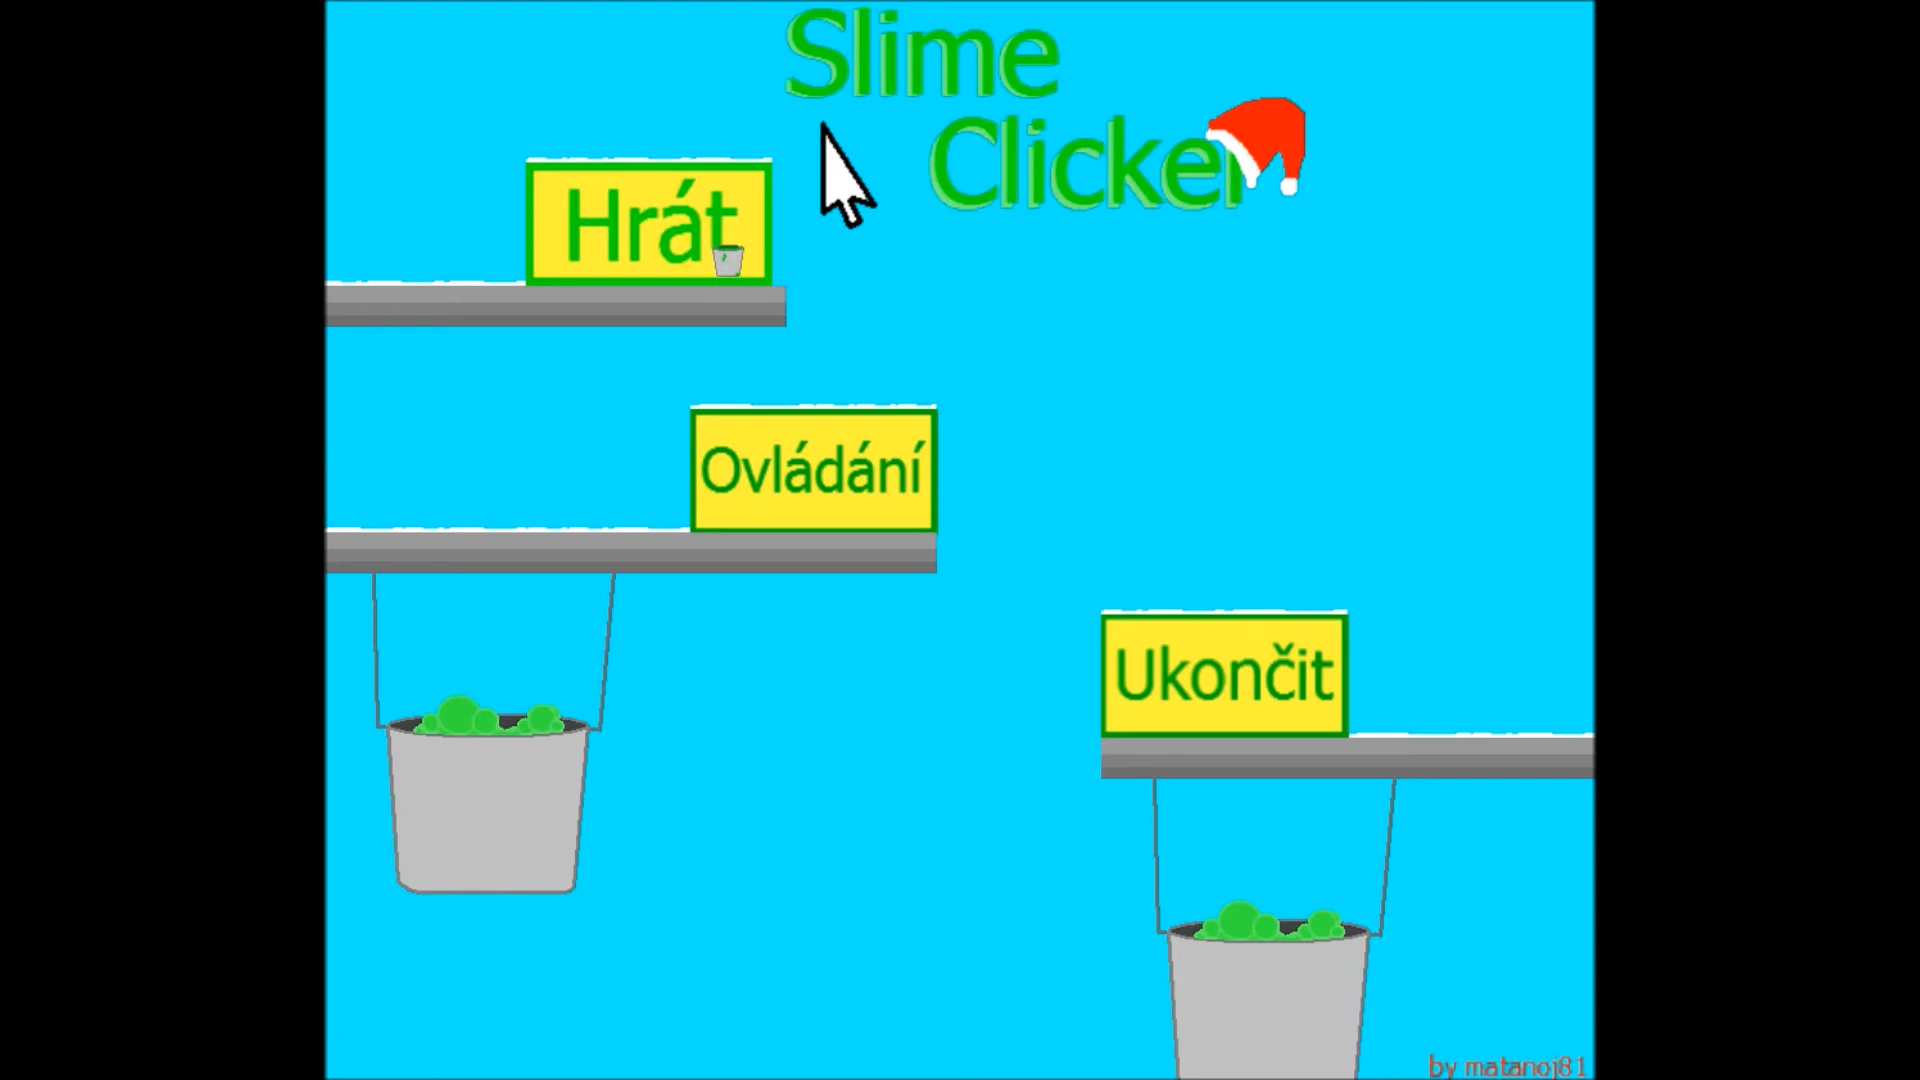 Slime
Clicker
Hrát
Ovládání
Ukončit
by matanoj81